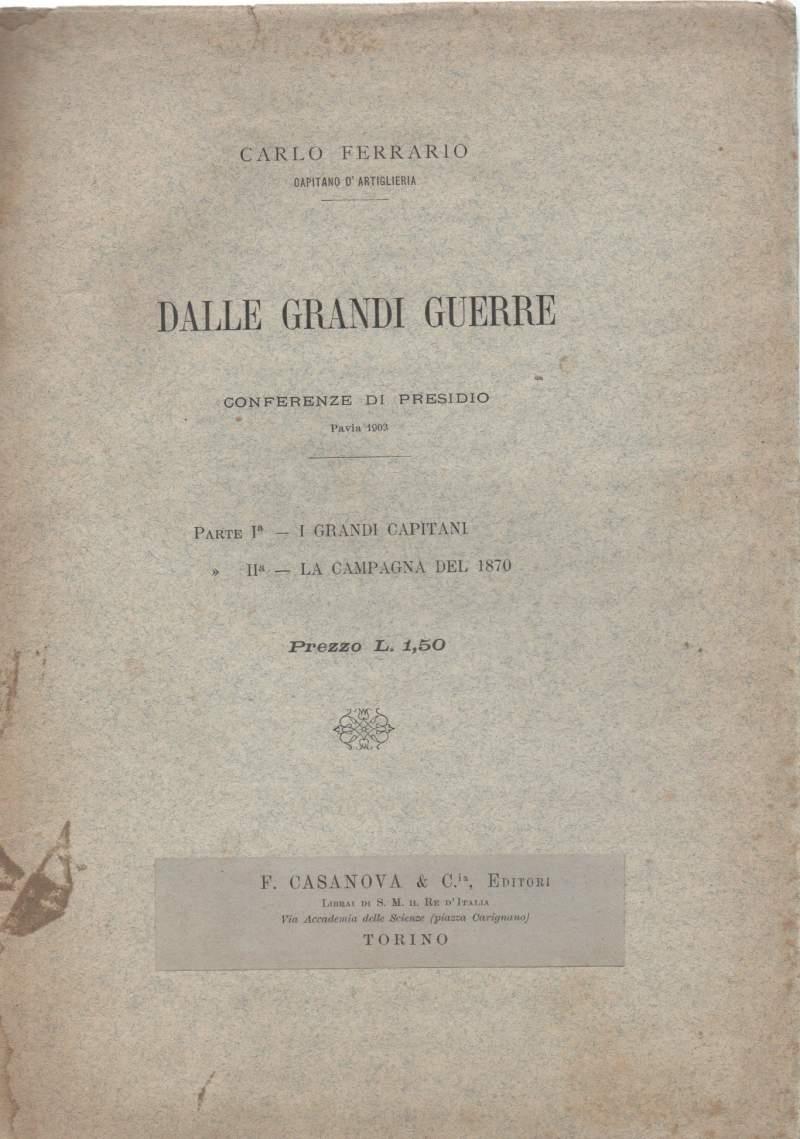 CARLO FERRARIO
CAPITANO D'ARTIGLIERIA
DALLE GRANDI GUERRE
CONFERENZE DI PRESIDIO
Pavia 1903
PARTE Iª — I GRANDI CAPITANI
» IIª — LA CAMPAGNA DEL 1870
Prezzo L. 1,50
F. CASANOVA & C.ia, EDITORI
LIBRAI DI S. M. IL RE D'ITALIA
Via Accademia delle Scienze (piazza Carignano)
TORINO